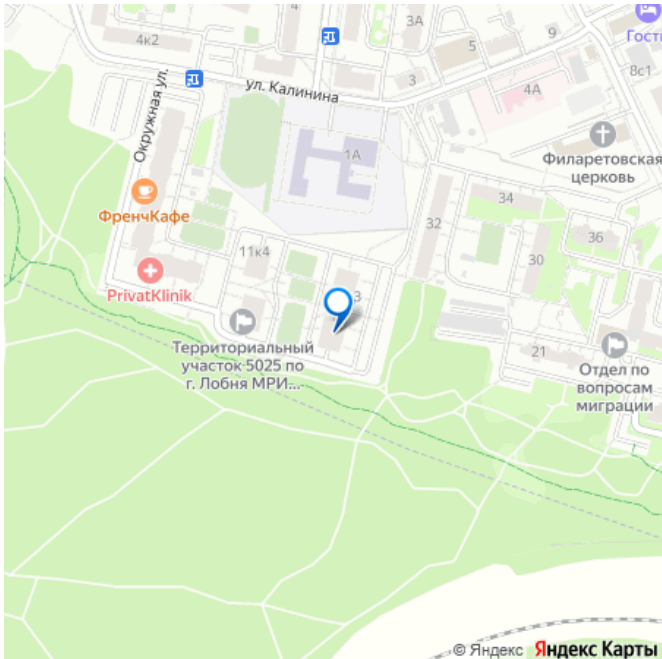 4к2
4
3А
5
9
Гости
8с1
ул. Калинина
3
4А
Окружная ул.
1А
Филаретовская
церковь
34
32
36
ФренчКафе
11к4
30
PrivatKlinik
3
Территориальный
участок 5025 по
г. Лобня МРИ...
21
Отдел по
вопросам
миграции
© Яндекс Яндекс Карты